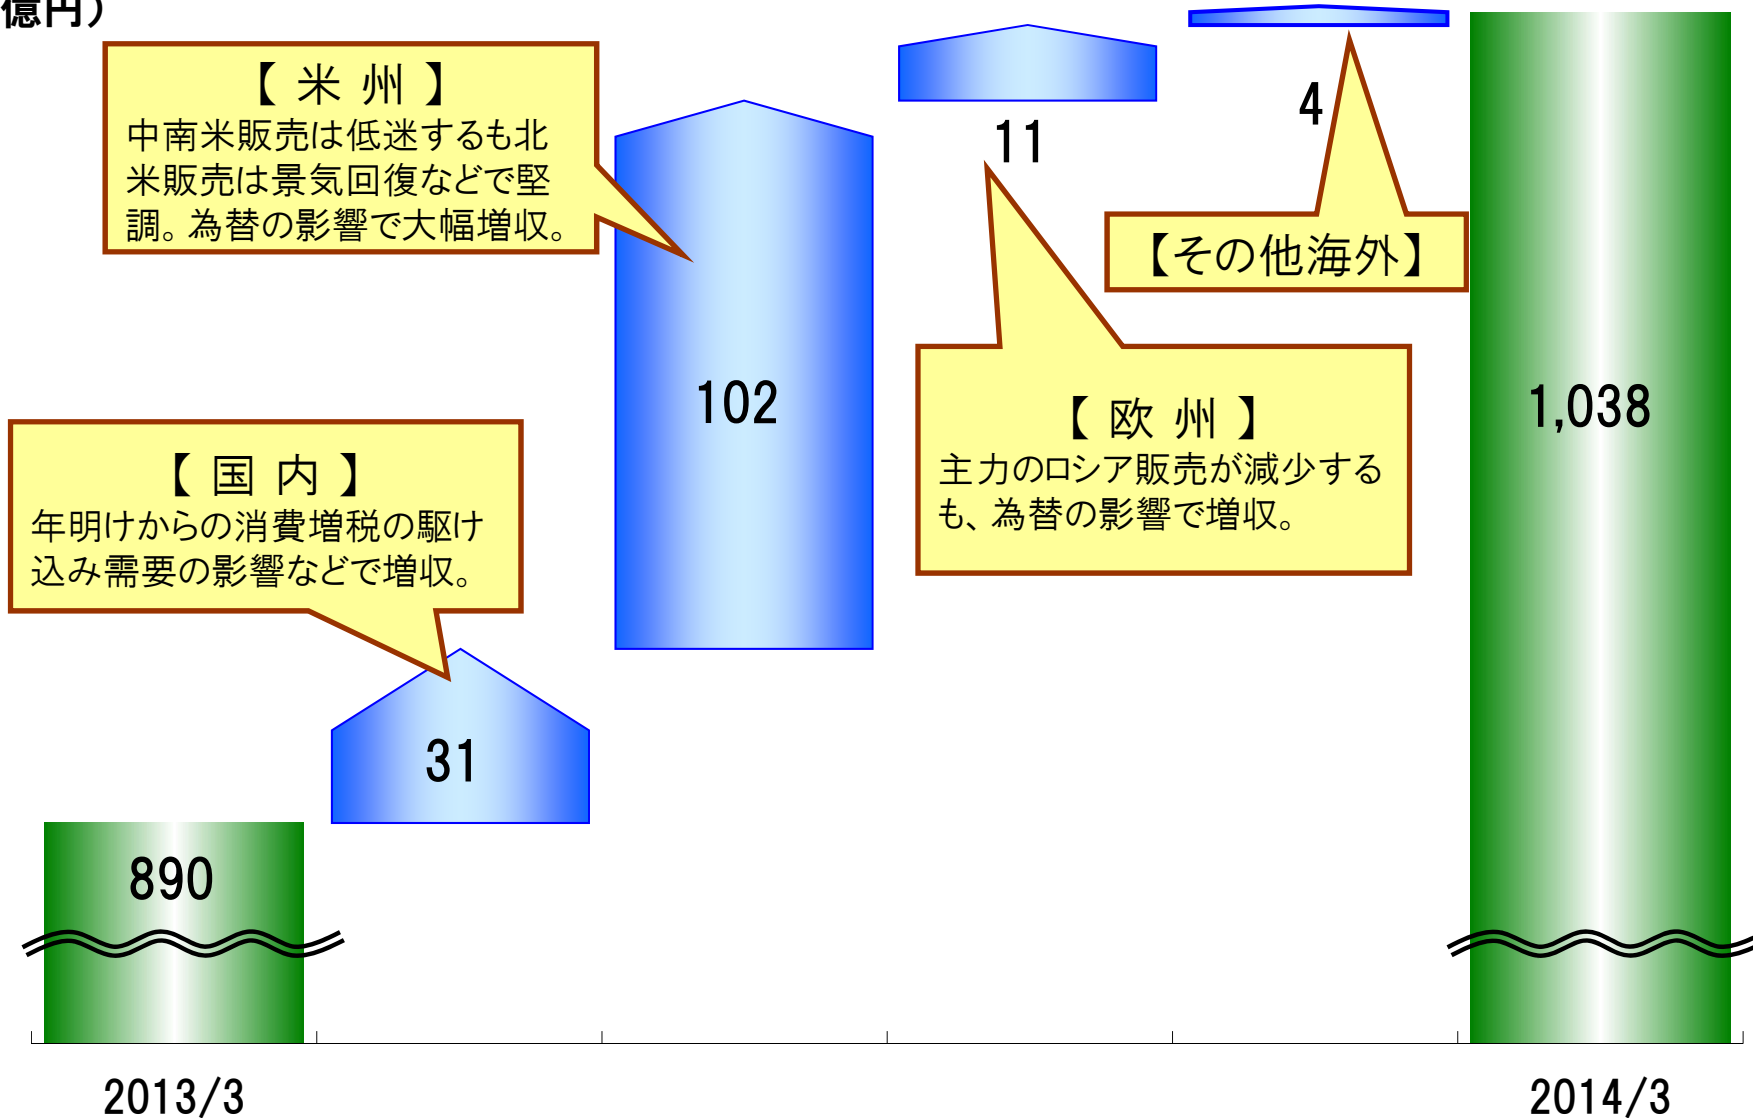 億円）
【 米 州 】
中南米販売は低迷するも北
米販売は景気回復などで堅
調。為替の影響で大幅増収。
11
4
【その他海外】
102
1,038
【 欧 州 】
主力のロシア販売が減少する
も、為替の影響で増収。
【 国 内 】
年明けからの消費増税の駆け
込み需要の影響などで増収。
31
890
2013/3
2014/3